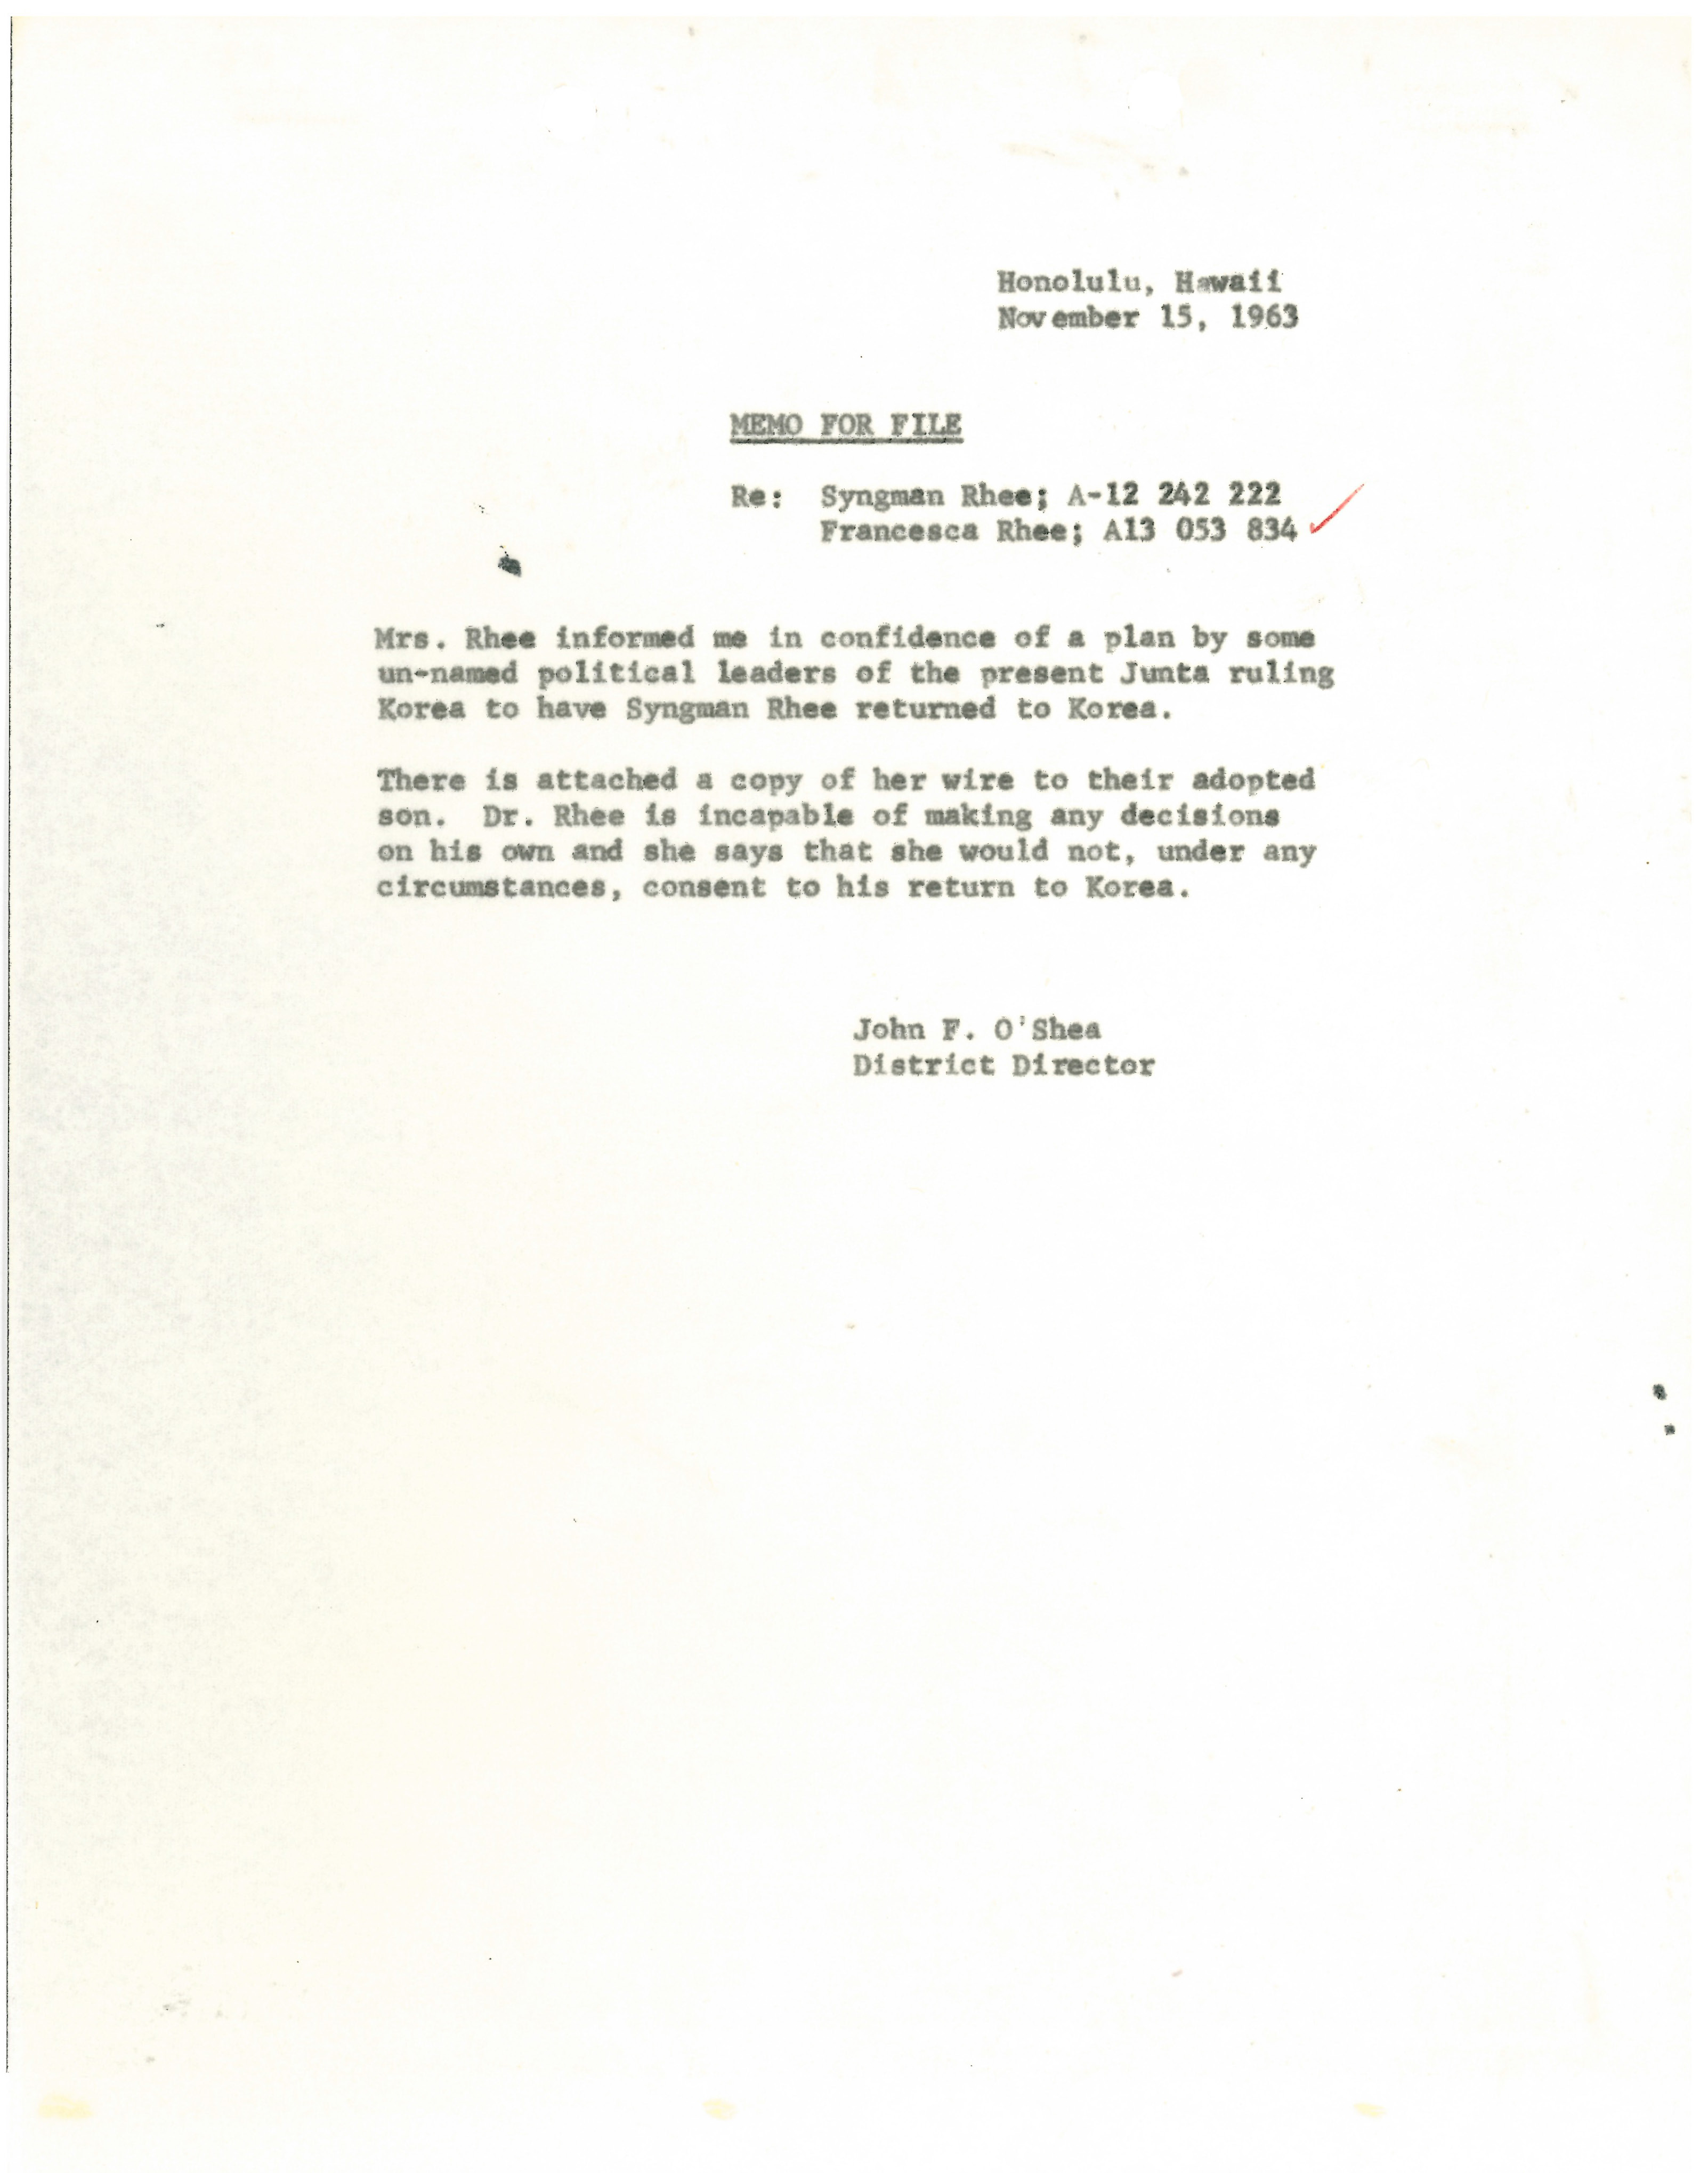 Honolulu, Hawaii
November 15, 1963
MEMO FOR FILE
Re: Syngman Rhee; A-12 242 222
Francesca Rhee; A13 053 834
Mrs. Rhee informed me in confidence of a plan by some
un-named political leaders of the present Junta ruling
Korea to have Syngman Rhee returned to Korea.
There is attached a copy of her wire to their adopted
son. Dr. Rhee is incapable of making any decisions
on his own and she says that she would not, under any
circumstances, consent to his return to Korea.
John F. O'Shea
District Director